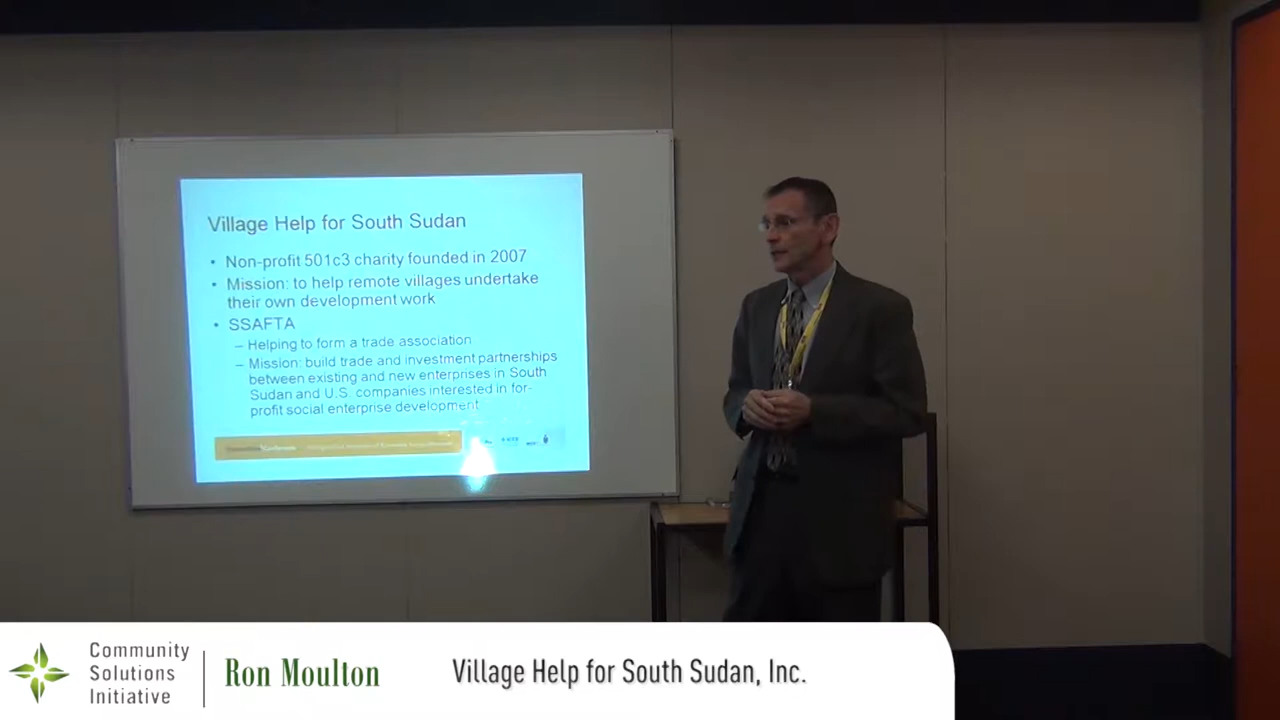 Village Help for South Sudan
• Non-profit 501c3 charity founded in 2007
• Mission: to help remote villages undertake
their own development work
• SSAFTA
– Helping to form a trade association
– Mission: build trade and investment partnerships
between existing and new enterprises in South
Sudan and U.S. companies interested in for-
profit social enterprise development
Community
Solutions
Initiative
Ron Moulton
Village Help for South Sudan, Inc.